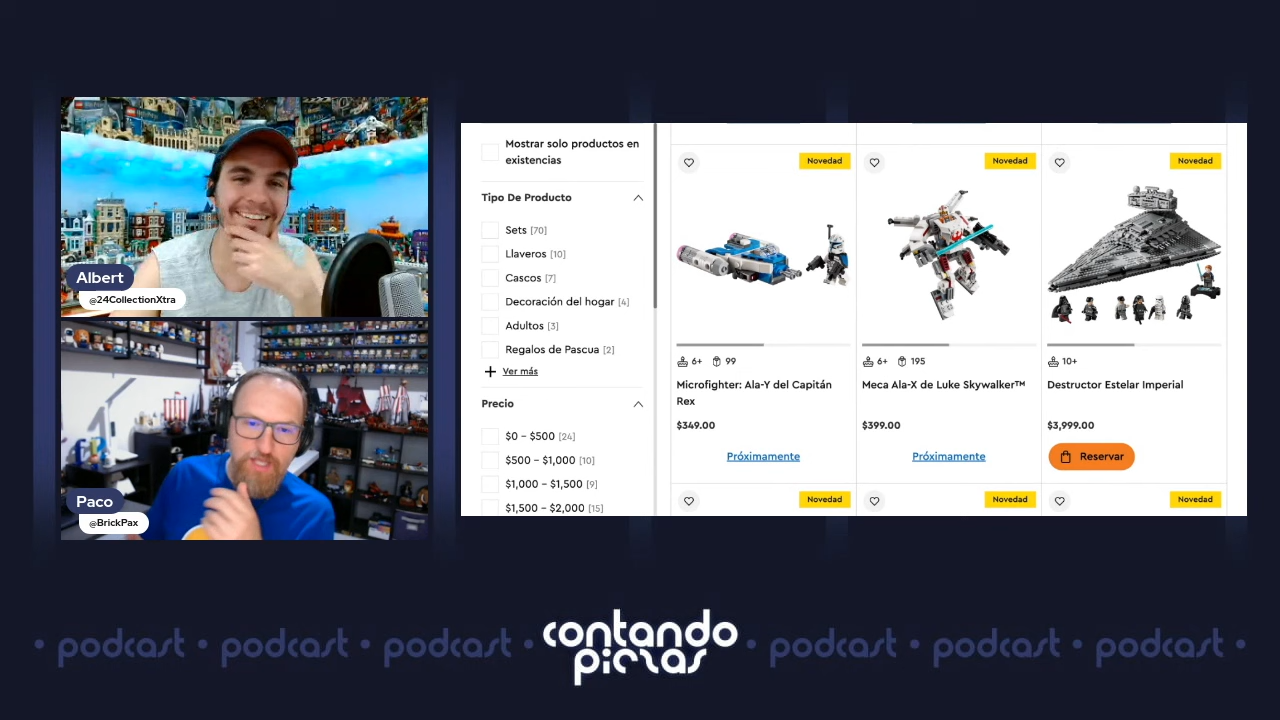 Albert
@24CollectionXtra
Paco
@BrickPax
Mostrar solo productos en
existencias
Tipo De Producto
Sets [70]
Llaveros [10]
Cascos [7]
Decoración del hogar [4]
Adultos [3]
Regalos de Pascua [2]
Ver más
Precio
$0 – $500 [24]
$500 – $1,000 [10]
$1,000 – $1,500 [9]
$1,500 – $2,000 [15]
Novedad
6+ 99
Microfighter: Ala-Y del Capitán
Rex
$349.00
Próximamente
Novedad
6+ 195
Meca Ala-X de Luke Skywalker™
$399.00
Próximamente
Novedad
10+
Destructor Estelar Imperial
$3,999.00
Reservar
Novedad
Novedad
Novedad
• podcast • podcast • podcast •
contando
piezas
• podcast • podcast • podcast •